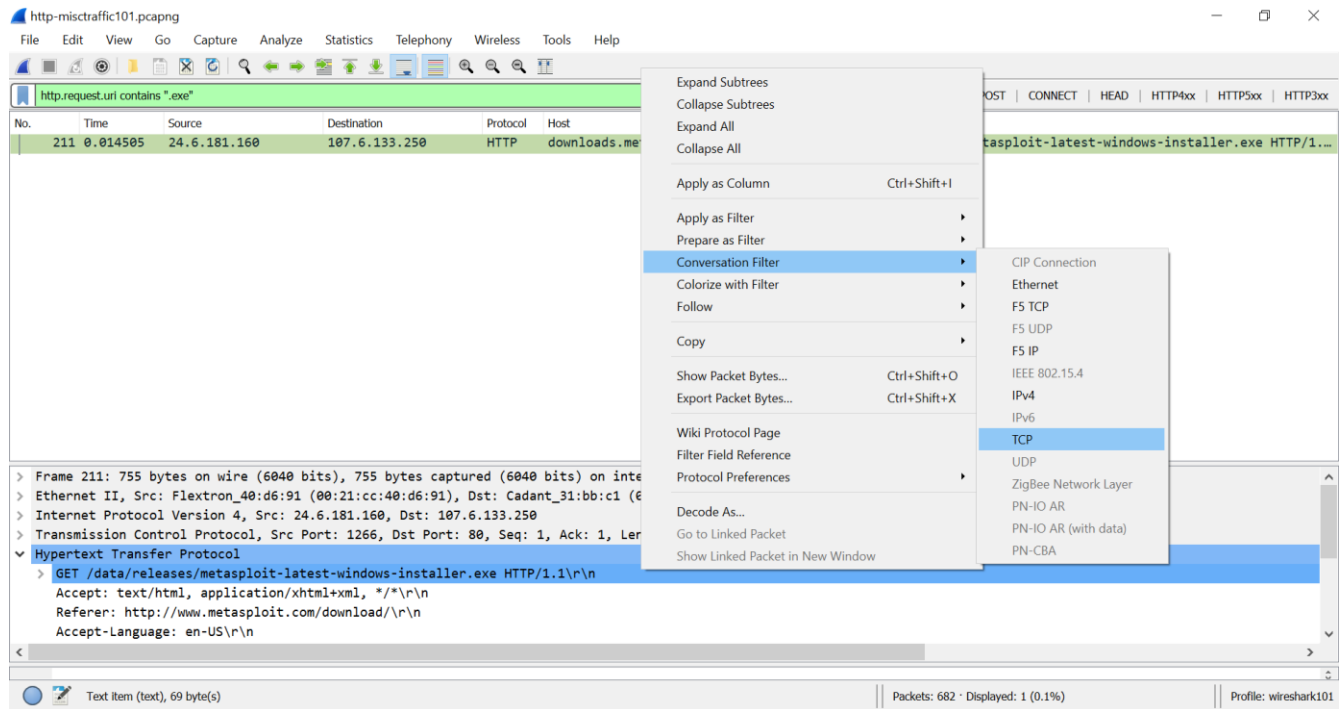 http-misctraffic101.pcapng
File Edit View Go Capture Analyze Statistics Telephony Wireless Tools Help
http.request.uri contains ".exe"
POST | CONNECT | HEAD | HTTP4xx | HTTP5xx | HTTP3xx
No. Time Source Destination Protocol Host
211 0.014505 24.6.181.160 107.6.133.250 HTTP downloads.me tasploit-latest-windows-installer.exe HTTP/1.…
Expand Subtrees
Collapse Subtrees
Expand All
Collapse All
Apply as Column Ctrl+Shift+I
Apply as Filter
Prepare as Filter
Conversation Filter
Colorize with Filter
Follow
Copy
Show Packet Bytes... Ctrl+Shift+O
Export Packet Bytes... Ctrl+Shift+X
Wiki Protocol Page
Filter Field Reference
Protocol Preferences
Decode As...
Go to Linked Packet
Show Linked Packet in New Window
CIP Connection
Ethernet
F5 TCP
F5 UDP
F5 IP
IEEE 802.15.4
IPv4
IPv6
TCP
UDP
ZigBee Network Layer
PN-IO AR
PN-IO AR (with data)
PN-CBA
Frame 211: 755 bytes on wire (6040 bits), 755 bytes captured (6040 bits) on inte
Ethernet II, Src: Flextron_40:d6:91 (00:21:cc:40:d6:91), Dst: Cadant_31:bb:c1 (
Internet Protocol Version 4, Src: 24.6.181.160, Dst: 107.6.133.250
Transmission Control Protocol, Src Port: 1266, Dst Port: 80, Seq: 1, Ack: 1, Ler
Hypertext Transfer Protocol
GET /data/releases/metasploit-latest-windows-installer.exe HTTP/1.1\r\n
Accept: text/html, application/xhtml+xml, */*\r\n
Referer: http://www.metasploit.com/download/\r\n
Accept-Language: en-US\r\n
Text item (text), 69 byte(s)
Packets: 682 · Displayed: 1 (0.1%)
Profile: wireshark101